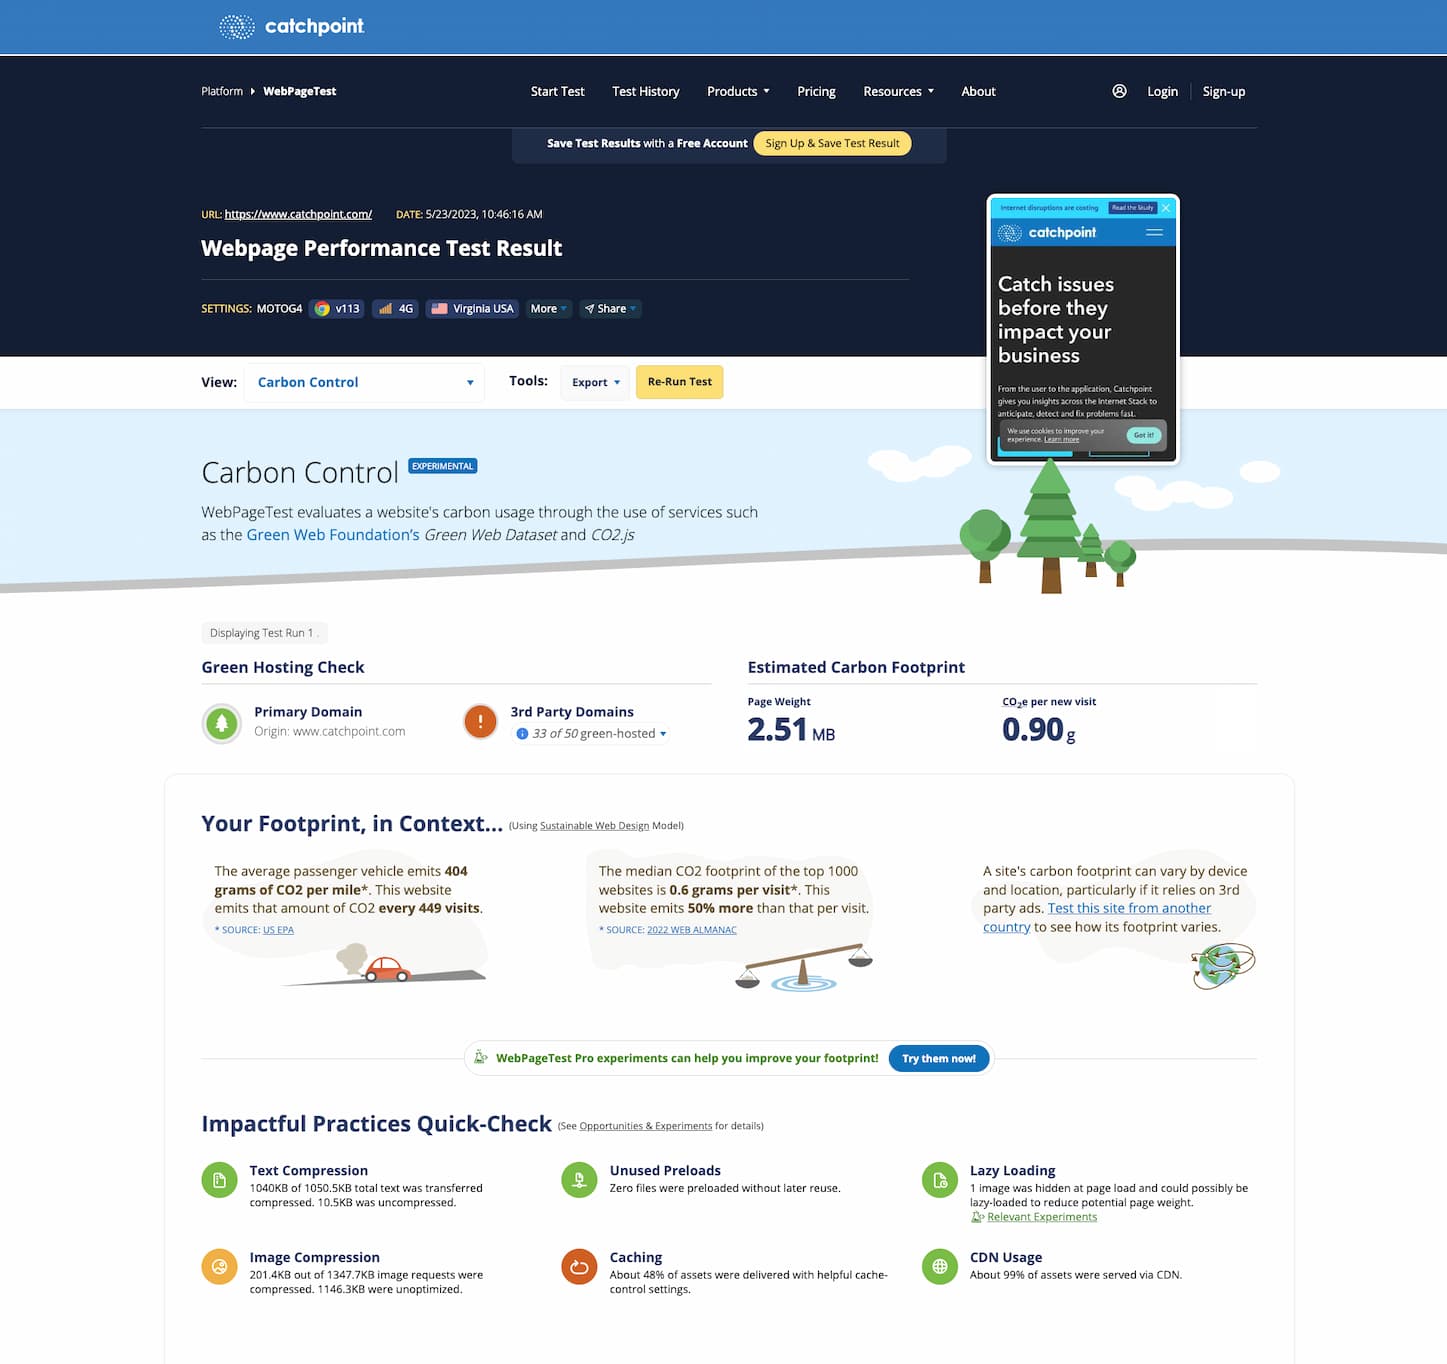 catchpoint
Platform WebPageTest Start Test Test History Products Pricing Resources About Login Sign-up
Save Test Results with a Free Account Sign Up & Save Test Result
URL: https://www.catchpoint.com/ DATE: 5/23/2023, 10:46:16 AM
Webpage Performance Test Result
SETTINGS: MOTOG4 v113 4G Virginia USA More Share
Internet disruptions are costing Read the Study
catchpoint
Catch issues
before they
impact your
business
From the user to the application, Catchpoint
gives you insights across the Internet Stack to
anticipate, detect and fix problems fast.
We use cookies to improve your
experience. Learn more
Got it!
View: Carbon Control Tools: Export Re-Run Test
Carbon Control EXPERIMENTAL
WebPageTest evaluates a website's carbon usage through the use of services such
as the Green Web Foundation’s Green Web Dataset and CO2.js
Displaying Test Run 1 .
Green Hosting Check
Primary Domain
Origin: www.catchpoint.com
3rd Party Domains
33 of 50 green-hosted
Estimated Carbon Footprint
Page Weight
2.51 MB
CO2e per new visit
0.90 g
Your Footprint, in Context... (Using Sustainable Web Design Model)
The average passenger vehicle emits 404
grams of CO2 per mile*. This website
emits that amount of CO2 every 449 visits.
* SOURCE: US EPA
The median CO2 footprint of the top 1000
websites is 0.6 grams per visit*. This
website emits 50% more than that per visit.
* SOURCE: 2022 WEB ALMANAC
A site's carbon footprint can vary by device
and location, particularly if it relies on 3rd
party ads. Test this site from another
country to see how its footprint varies.
WebPageTest Pro experiments can help you improve your footprint! Try them now!
Impactful Practices Quick-Check (See Opportunities & Experiments for details)
Text Compression
1040KB of 1050.5KB total text was transferred
compressed. 10.5KB was uncompressed.
Unused Preloads
Zero files were preloaded without later reuse.
Lazy Loading
1 image was hidden at page load and could possibly be
lazy-loaded to reduce potential page weight.
Relevant Experiments
Image Compression
201.4KB out of 1347.7KB image requests were
compressed. 1146.3KB were unoptimized.
Caching
About 48% of assets were delivered with helpful cache-
control settings.
CDN Usage
About 99% of assets were served via CDN.